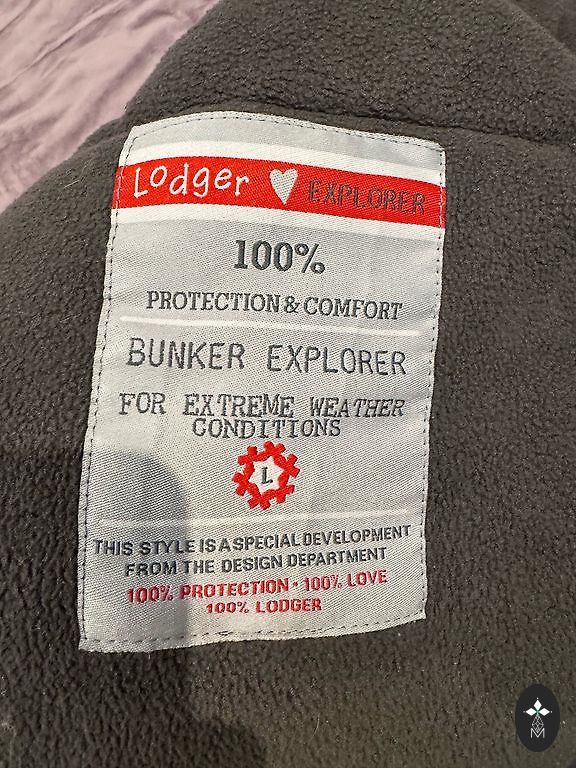 Lodger EXPLORER
100%
PROTECTION & COMFORT
BUNKER EXPLORER
FOR EXTREME WEATHER
CONDITIONS
L
THIS STYLE IS A SPECIAL DEVELOPMENT
FROM THE DESIGN DEPARTMENT
100% PROTECTION • 100% LOVE
100% LODGER
M